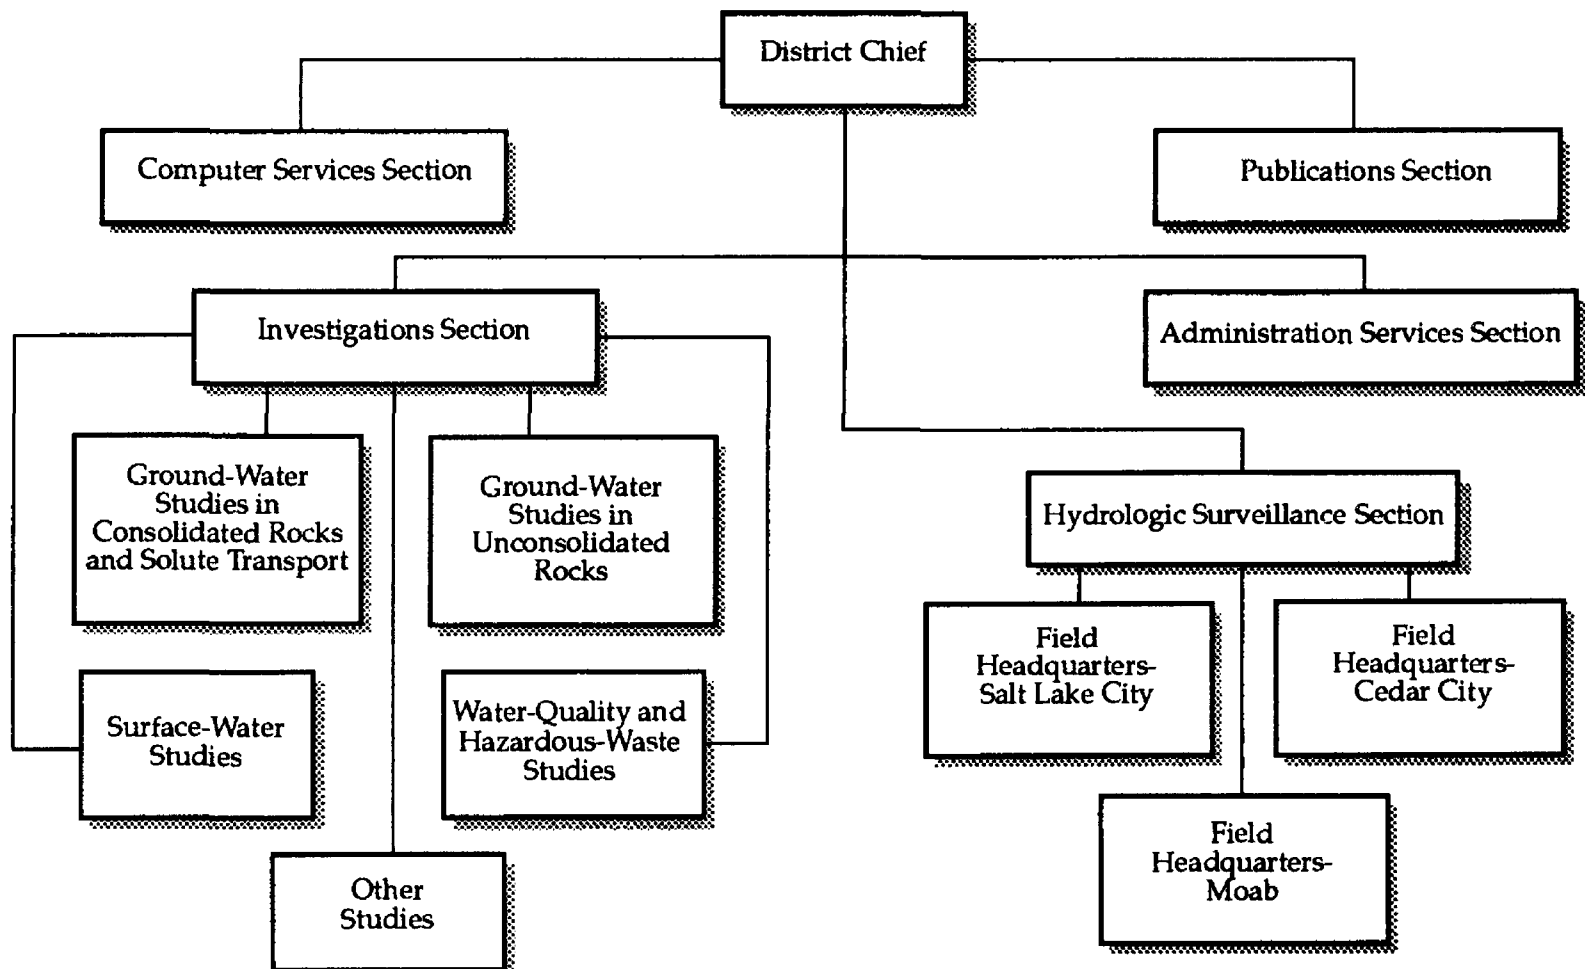 District Chief
Computer Services Section
Publications Section
Investigations Section
Administration Services Section
Ground-Water
Studies in
Consolidated Rocks
and Solute Transport
Ground-Water
Studies in
Unconsolidated
Rocks
Hydrologic Surveillance Section
Field
Headquarters-
Salt Lake City
Field
Headquarters-
Cedar City
Surface-Water
Studies
Water-Quality and
Hazardous-Waste
Studies
Field
Headquarters-
Moab
Other
Studies